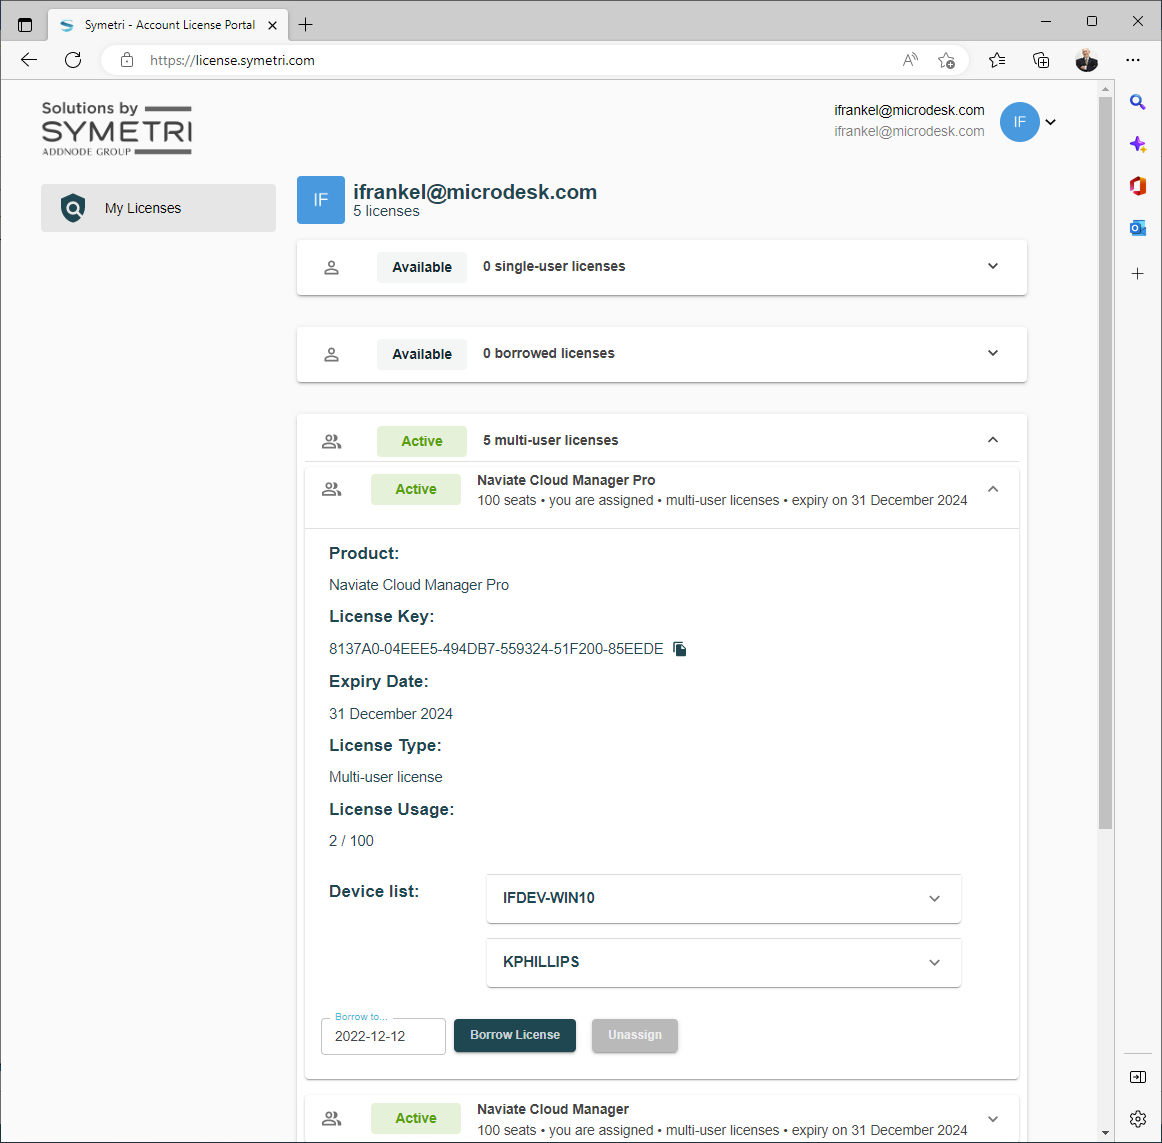 Symetri - Account License Portal
https://license.symetri.com
Solutions by
SYMETRI
ADDNODE GROUP
ifrankel@microdesk.com
ifrankel@microdesk.com
IF
My Licenses
IF
ifrankel@microdesk.com
5 licenses
Available
0 single-user licenses
Available
0 borrowed licenses
Active
5 multi-user licenses
Active
Naviate Cloud Manager Pro
100 seats • you are assigned • multi-user licenses • expiry on 31 December 2024
Product:
Naviate Cloud Manager Pro
License Key:
8137A0-04EEE5-494DB7-559324-51F200-85EEDE
Expiry Date:
31 December 2024
License Type:
Multi-user license
License Usage:
2 / 100
Device list:
IFDEV-WIN10
KPHILLIPS
Borrow to...
2022-12-12
Borrow License
Unassign
Active
Naviate Cloud Manager
100 seats • you are assigned • multi-user licenses • expiry on 31 December 2024